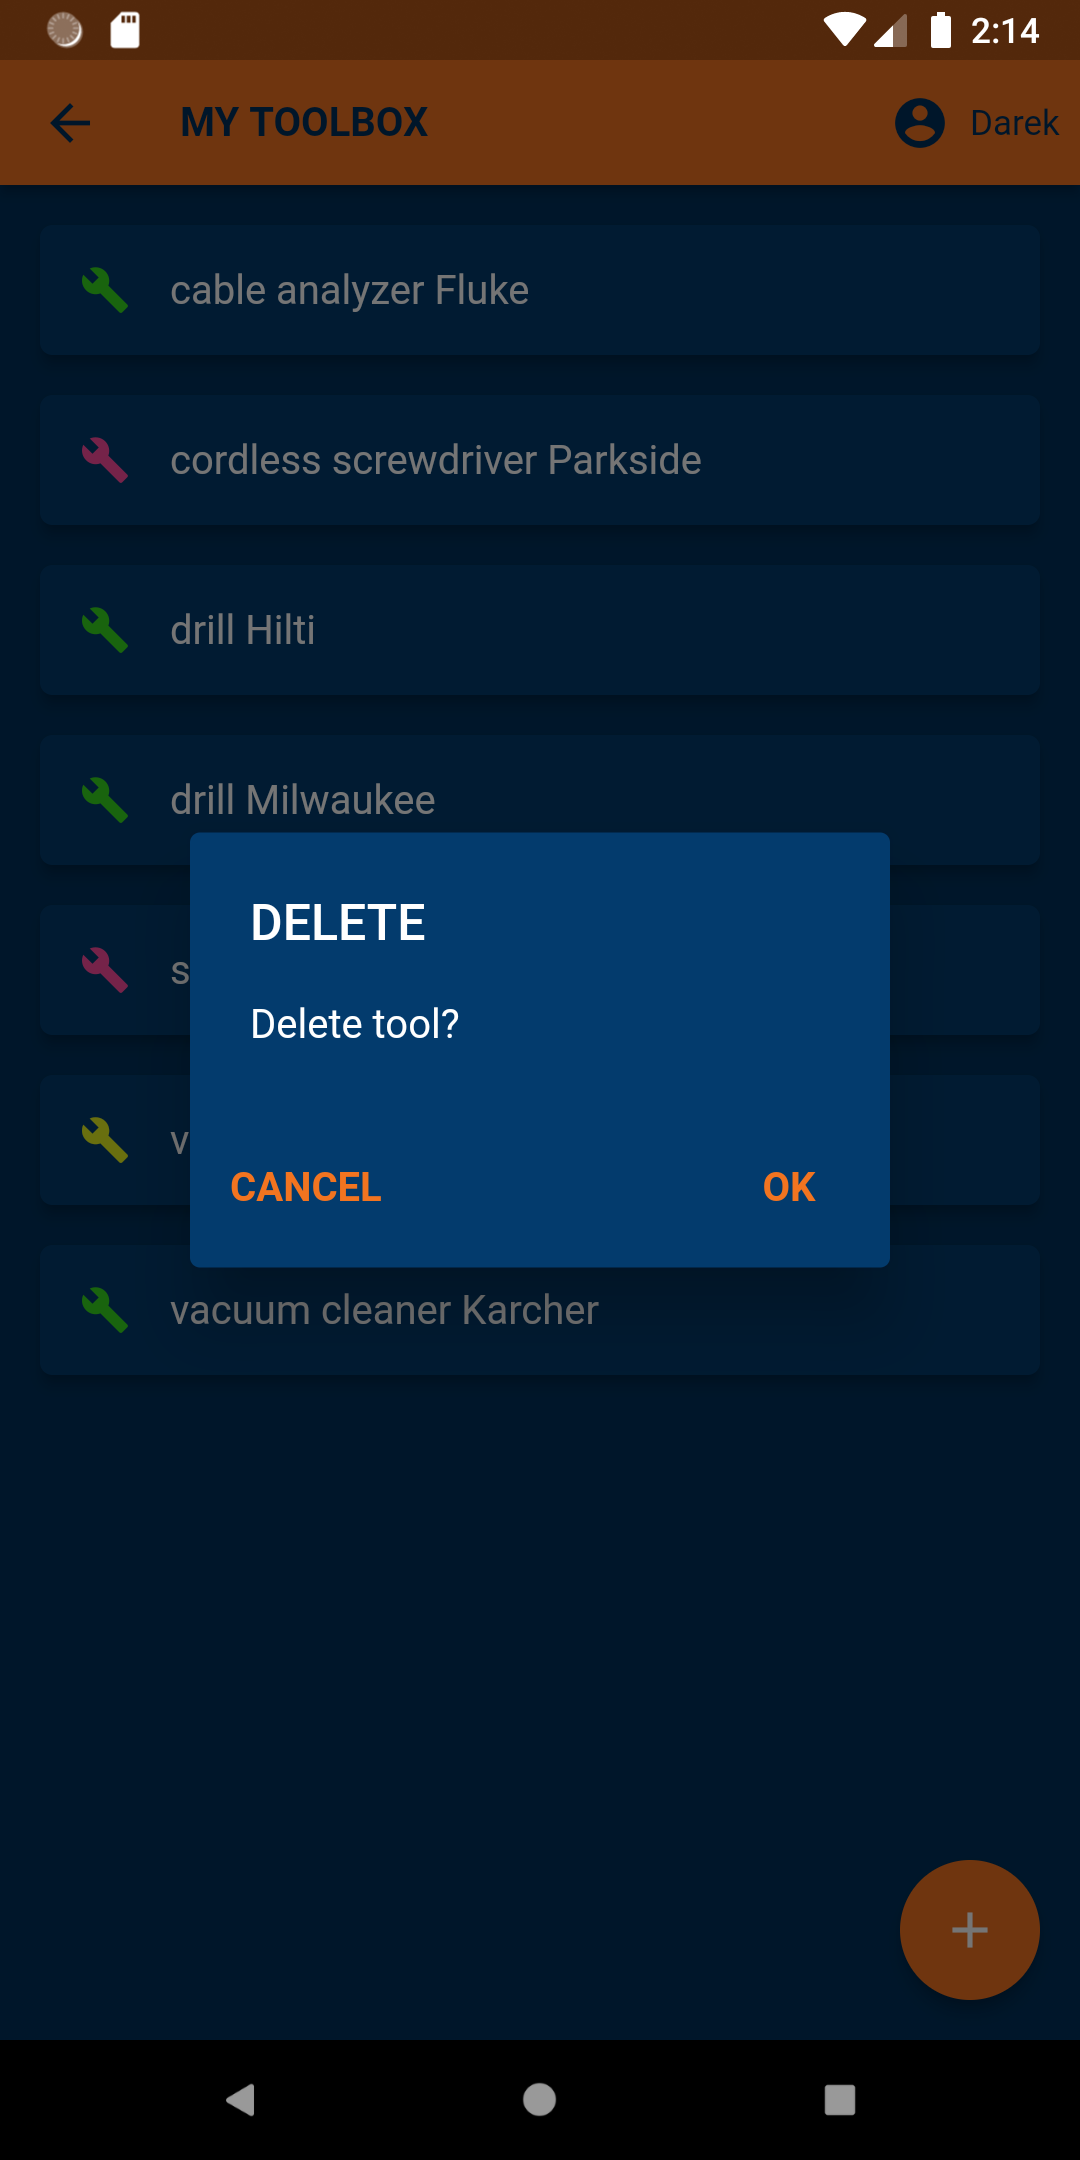 2:14
MY TOOLBOX
Darek
cable analyzer Fluke
cordless screwdriver Parkside
drill Hilti
drill Milwaukee
s
v
DELETE
Delete tool?
CANCEL
OK
vacuum cleaner Karcher